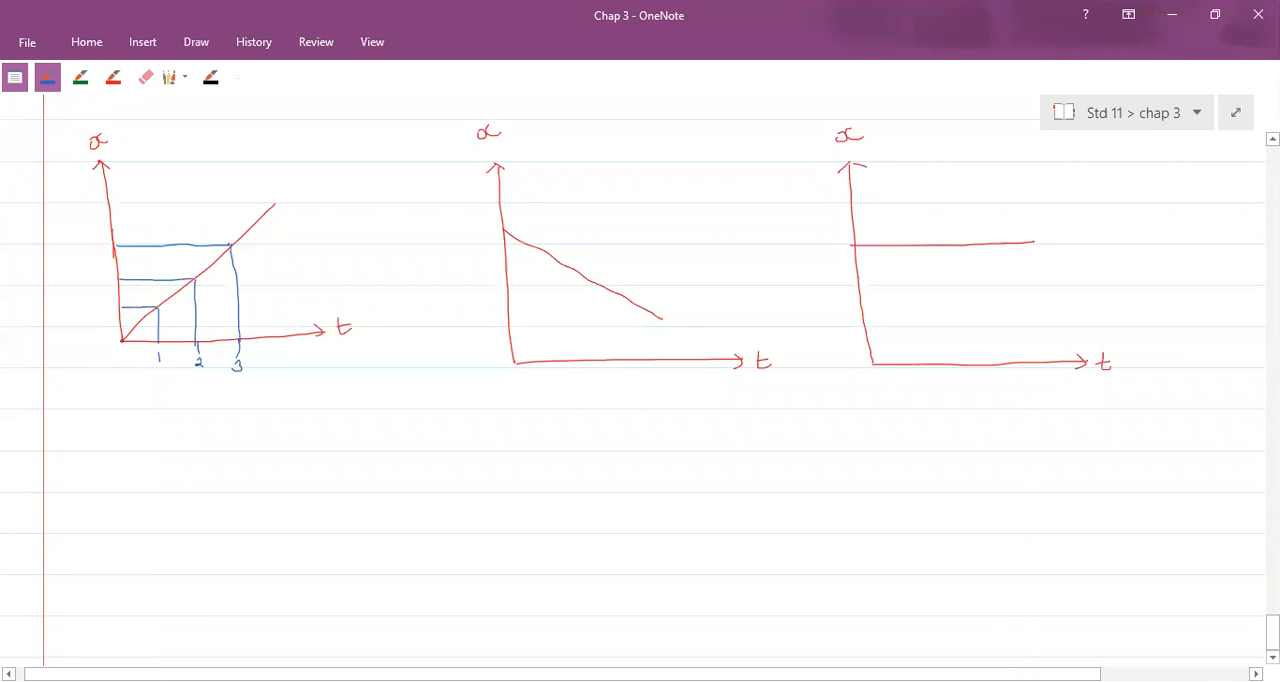 Chap 3 - OneNote
?
File Home Insert Draw History Review View
Std 11 > chap 3
x x x
t
1 2 3
t t